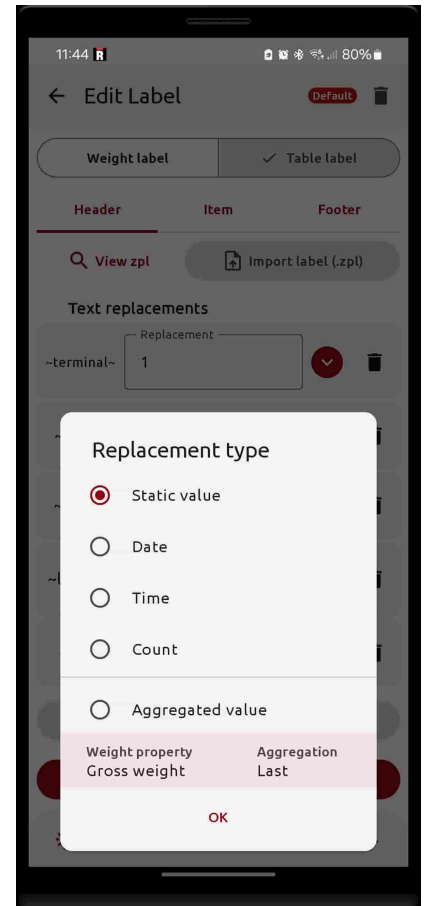 11:44 R 80%
Edit Label Default
Weight label Table label
Header Item Footer
View zpl Import label (.zpl)
Text replacements
Replacement
~terminal~ 1
Replacement type
Static value
Date
Time
Count
Aggregated value
Weight property Aggregation
Gross weight Last
OK